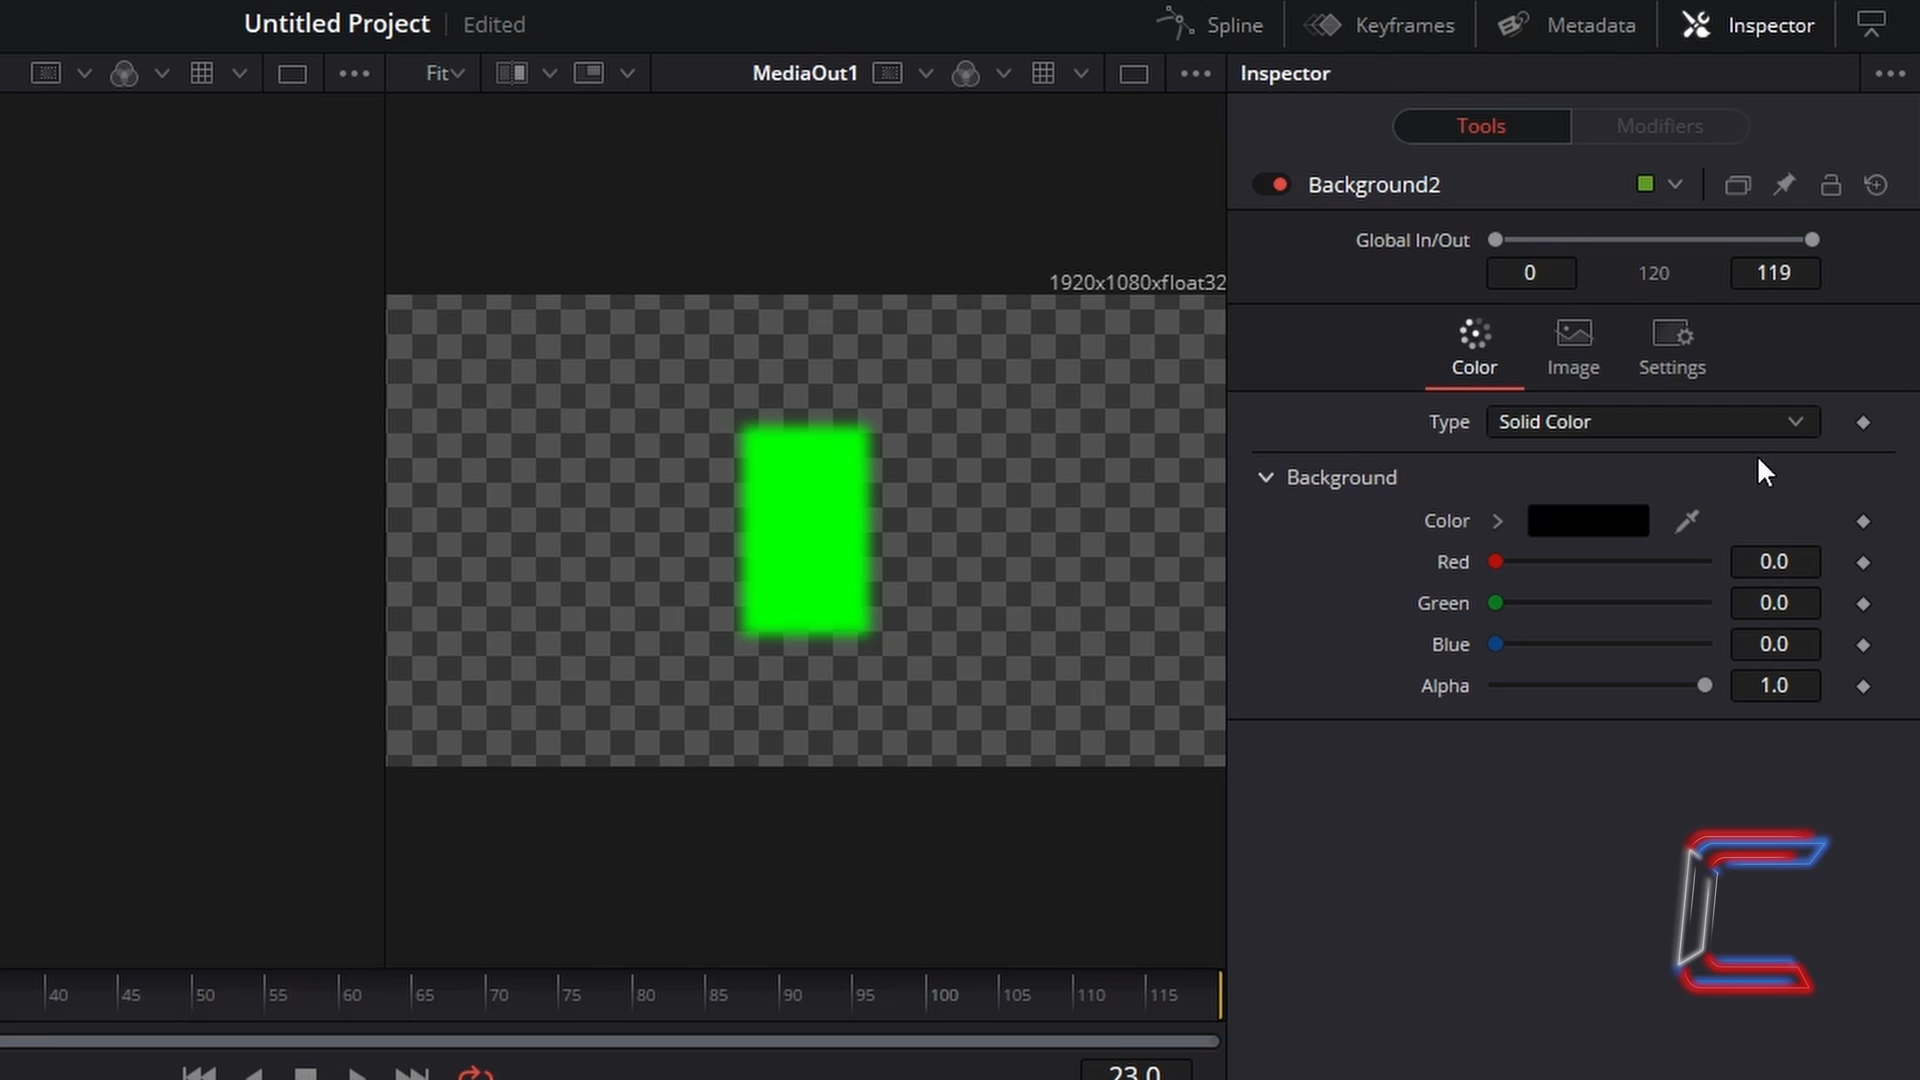 Untitled Project
Edited
Spline
Keyframes
Metadata
Inspector
Fit
MediaOut1
Inspector
Tools
Modifiers
Background2
Global In/Out
0
120
119
1920x1080xfloat32
Color
Image
Settings
Type
Solid Color
Background
Color
Red
0.0
Green
0.0
Blue
0.0
Alpha
1.0
40 45 50 55 60 65 70 75 80 85 90 95 100 105 110 115
23.0